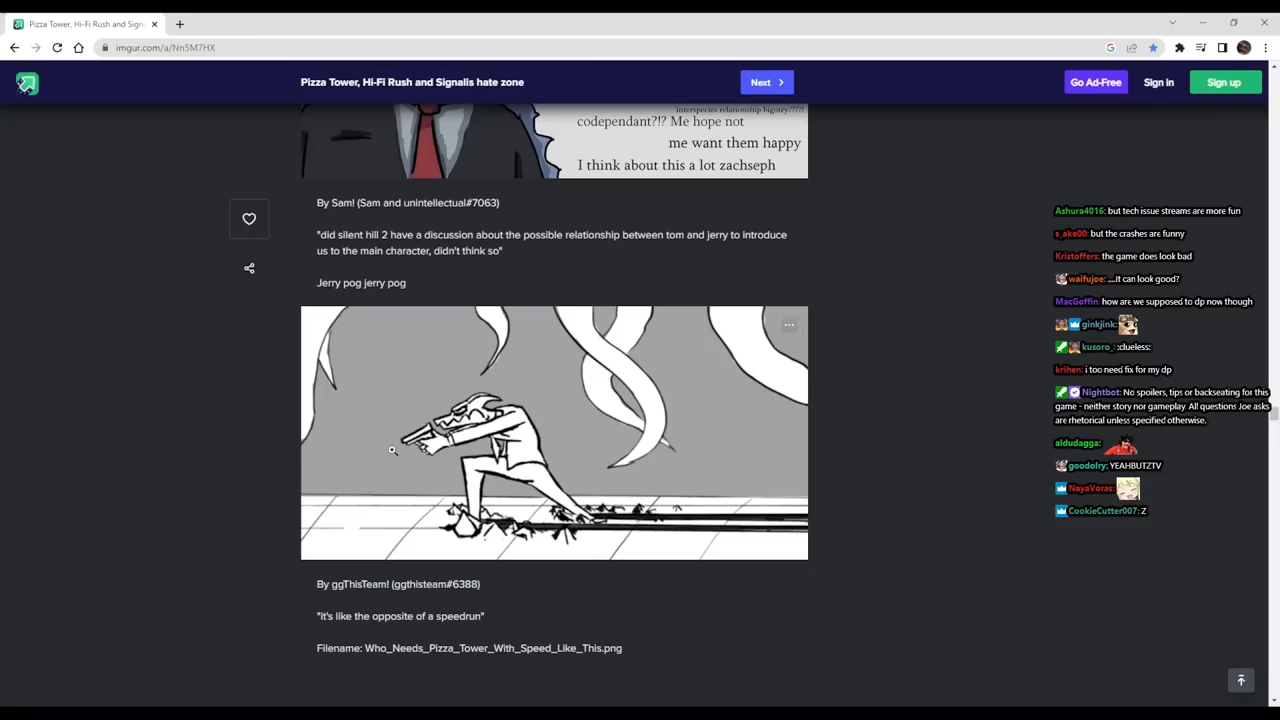 Pizza Tower, Hi-Fi Rush and Signa
imgur.com/a/Nn5M7HX
Pizza Tower, Hi-Fi Rush and Signalis hate zone
Next
Go Ad-Free
Sign in
Sign up
interspecies relationship bigotry????!
codependant?!? Me hope not
me want them happy
I think about this a lot zachseph
By Sam! (Sam and unintellectual#7063)
"did silent hill 2 have a discussion about the possible relationship between tom and jerry to introduce
us to the main character, didn't think so"
Jerry pog jerry pog
By ggThisTeam! (ggthisteam#6388)
"it's like the opposite of a speedrun"
Filename: Who_Needs_Pizza_Tower_With_Speed_Like_This.png
Ashura4016: but tech issue streams are more fun
s_ako00: but the crashes are funny
Kristoffers: the game does look bad
waifujoe: ....It can look good?
MacGoffin: how are we supposed to dp now though
ginkjink:
kusoro_: :clueless:
krihen: i too need fix for my dp
Nightbot: No spoilers, tips or backseating for this
game - neither story nor gameplay. All questions Joe asks
are rhetorical unless specified otherwise.
aldudagga:
goodolry: YEAHBUTZTV
NayaVoras:
CookieCutter007: Z